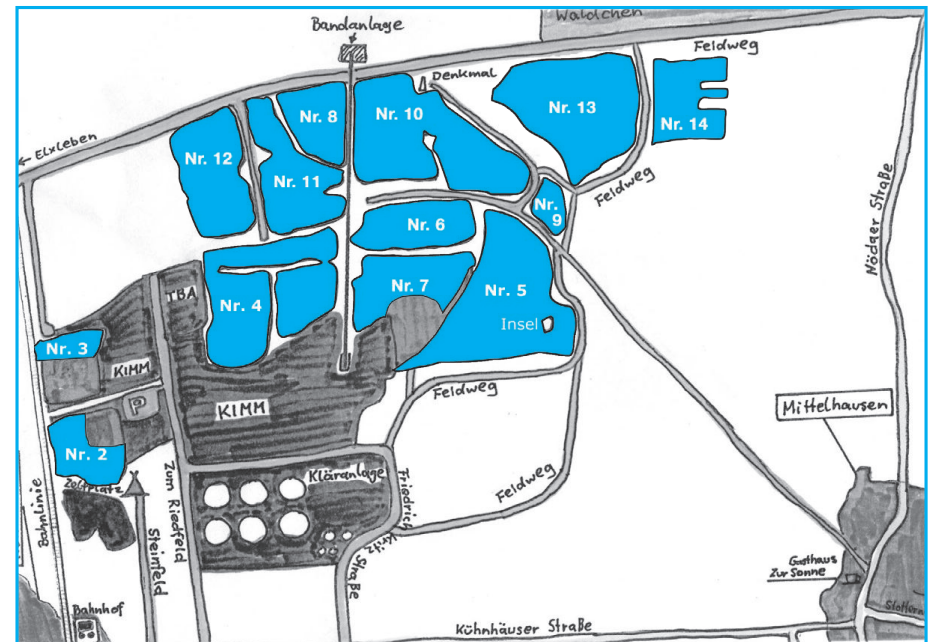 Wäldchen
Bandanlage
Feldweg
Denkmal
Nr. 13
Nr. 8
Nr. 10
Nr. 14
← Elxleben
Nr. 12
Nr. 11
Feldweg
Nr.
9
Nödaer Straße
Nr. 6
TBA
Nr. 4
Nr. 7
Nr. 5
Insel
Nr. 3
KIMM
P
KIMM
Feldweg
Mittelhausen
Nr. 2
Kläranlage
Zeltplatz
Feldweg
Bahnlinie
Steinfeld
Zum Riedfeld
Friedrich Kritz Straße
Gasthaus
Zur Sonne
Bahnhof
Kühnhäuser Straße